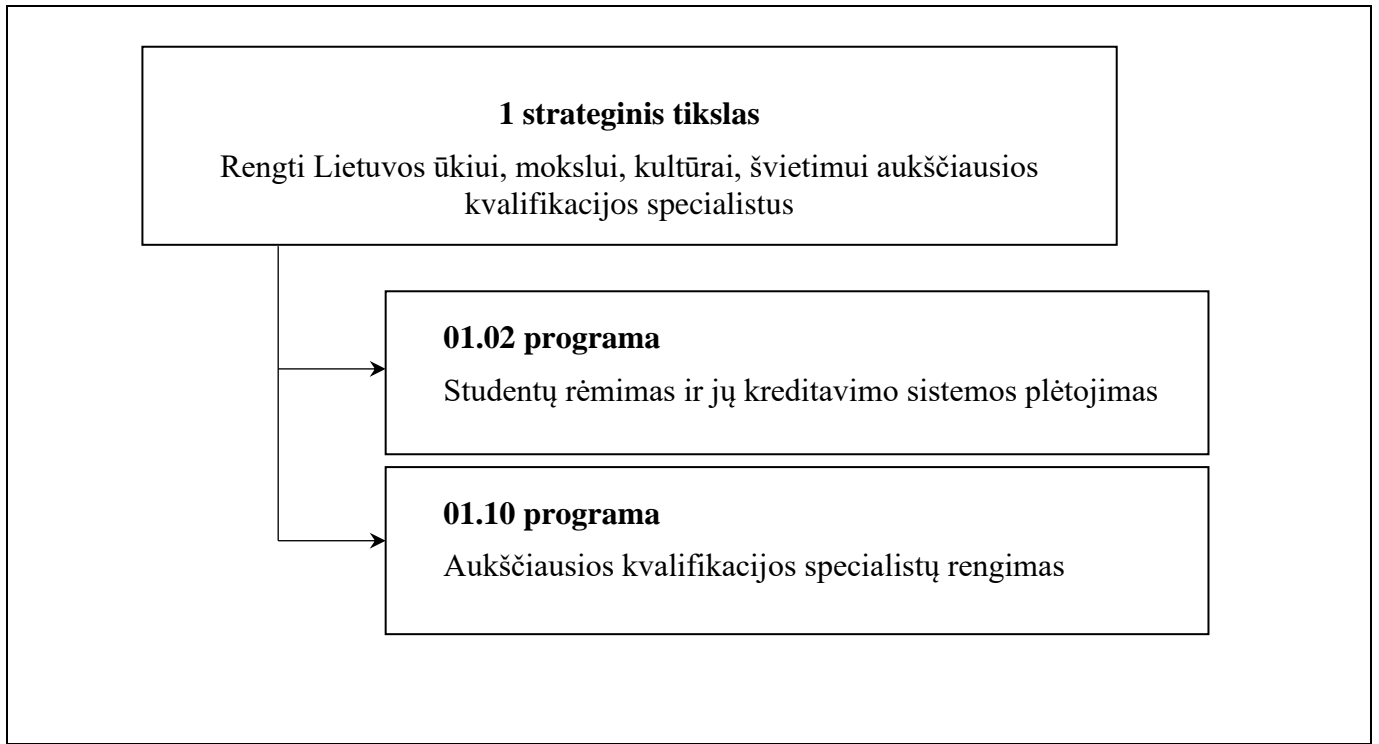 1 strateginis tikslas
Rengti Lietuvos ūkiui, mokslui, kultūrai, švietimui aukščiausios
kvalifikacijos specialistus
01.02 programa
Studentų rėmimas ir jų kreditavimo sistemos plėtojimas
01.10 programa
Aukščiausios kvalifikacijos specialistų rengimas